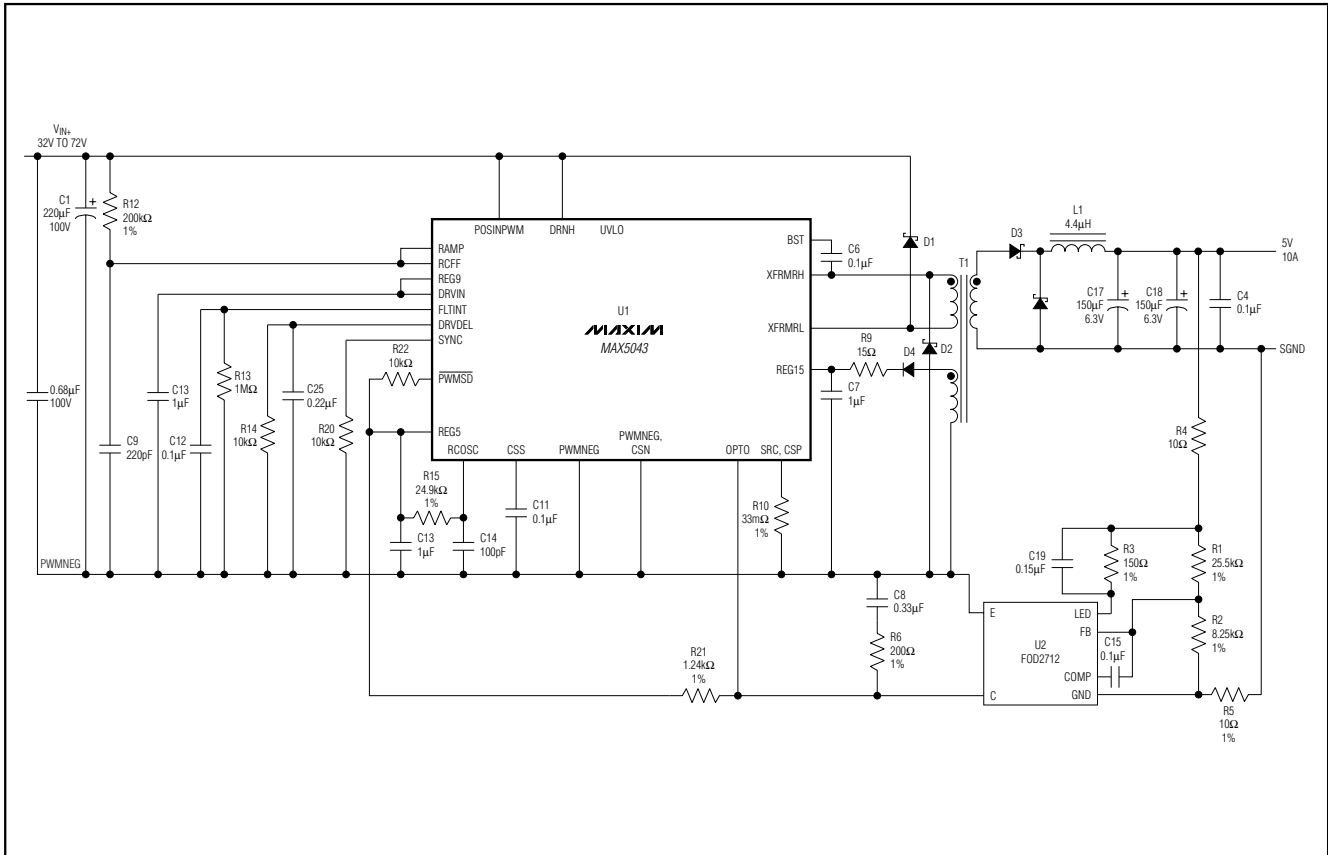 VIN+
32V TO 72V
C1
220µF
100V
+
R12
200kΩ
1%
POSINPWM
DRNH
UVLO
RAMP
RCFF
REG9
DRVIN
FLTINT
DRVDEL
SYNC
PWMSD
REG5
RCOSC
CSS
PWMNEG
PWMNEG,
CSN
OPTO
SRC, CSP
BST
XFRMRH
XFRMRL
REG15
U1
MAXIM
MAX5043
C6
0.1µF
D1
T1
D3
L1
4.4µH
5V
10A
C17
150µF
6.3V
+
C18
150µF
6.3V
+
C4
0.1µF
SGND
R9
15Ω
D4
D2
C7
1µF
R22
10kΩ
0.68µF
100V
C13
1µF
R13
1MΩ
C25
0.22µF
C9
220pF
C12
0.1µF
R14
10kΩ
R20
10kΩ
R15
24.9kΩ
1%
C13
1µF
C14
100pF
C11
0.1µF
R10
33mΩ
1%
R4
10Ω
PWMNEG
C19
0.15µF
R3
150Ω
1%
R1
25.5kΩ
1%
C8
0.33µF
R6
200Ω
1%
E
LED
FB
U2
FOD2712
COMP
C
GND
C15
0.1µF
R2
8.25kΩ
1%
R21
1.24kΩ
1%
R5
10Ω
1%